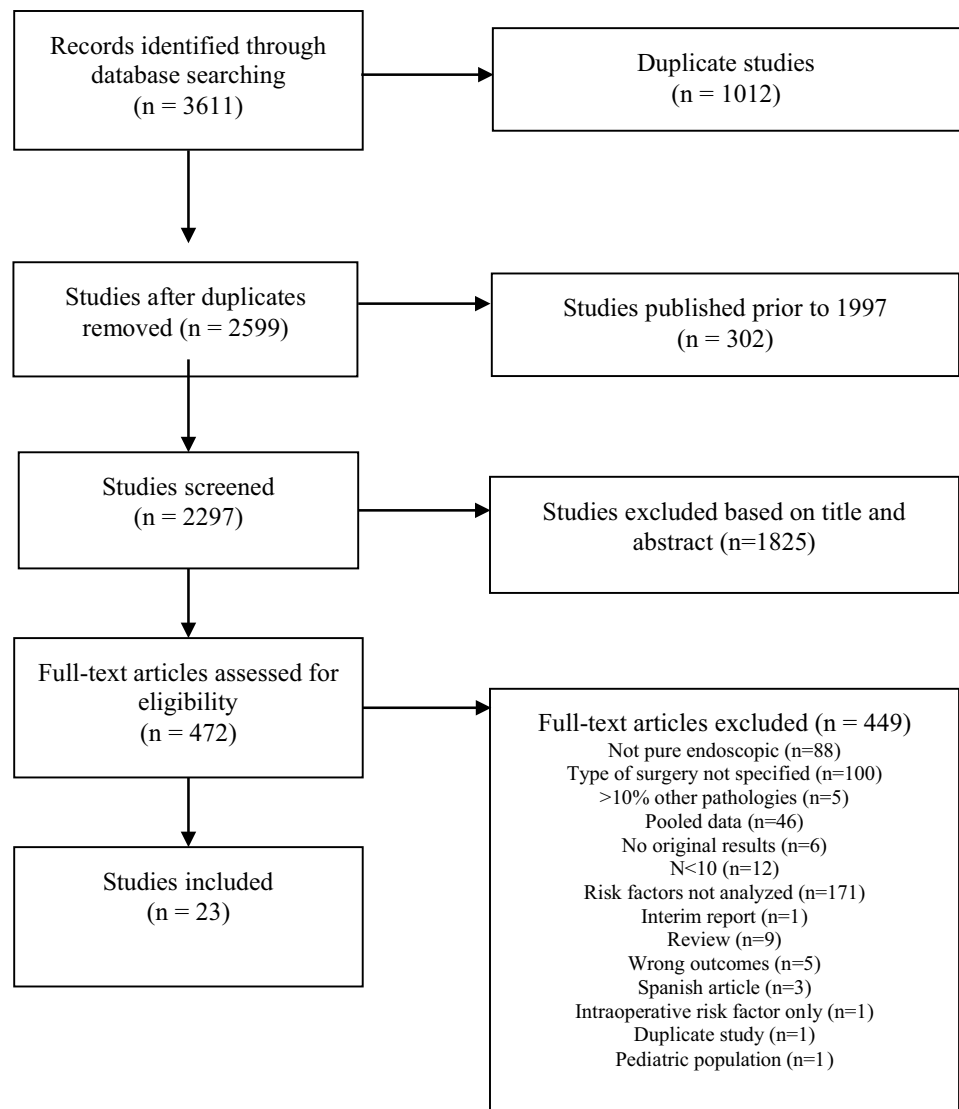 Records identified through
database searching
(n = 3611)
Duplicate studies
(n = 1012)
Studies after duplicates
removed (n = 2599)
Studies published prior to 1997
(n = 302)
Studies screened
(n = 2297)
Studies excluded based on title and
abstract (n=1825)
Full-text articles assessed for
eligibility
(n = 472)
Full-text articles excluded (n = 449)
Not pure endoscopic (n=88)
Type of surgery not specified (n=100)
>10% other pathologies (n=5)
Pooled data (n=46)
No original results (n=6)
N<10 (n=12)
Risk factors not analyzed (n=171)
Interim report (n=1)
Review (n=9)
Wrong outcomes (n=5)
Spanish article (n=3)
Intraoperative risk factor only (n=1)
Duplicate study (n=1)
Pediatric population (n=1)
Studies included
(n = 23)